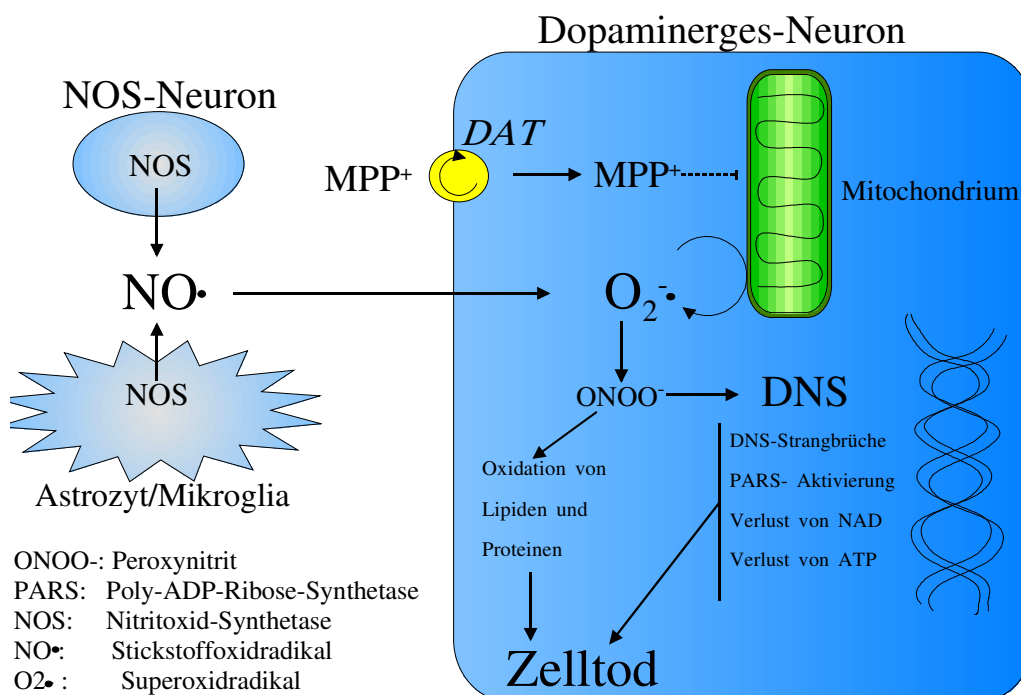 Dopaminerges-Neuron
NOS-Neuron
NOS
DAT
MPP+
MPP+
Mitochondrium
NO•
O2-•
NOS
Astrozyt/Mikroglia
ONOO-
DNS
Oxidation von
Lipiden und
Proteinen
DNS-Strangbrüche
PARS- Aktivierung
Verlust von NAD
Verlust von ATP
Zelltod
ONOO-: Peroxynitrit
PARS: Poly-ADP-Ribose-Synthetase
NOS: Nitritoxid-Synthetase
NO•: Stickstoffoxidradikal
O2• : Superoxidradikal